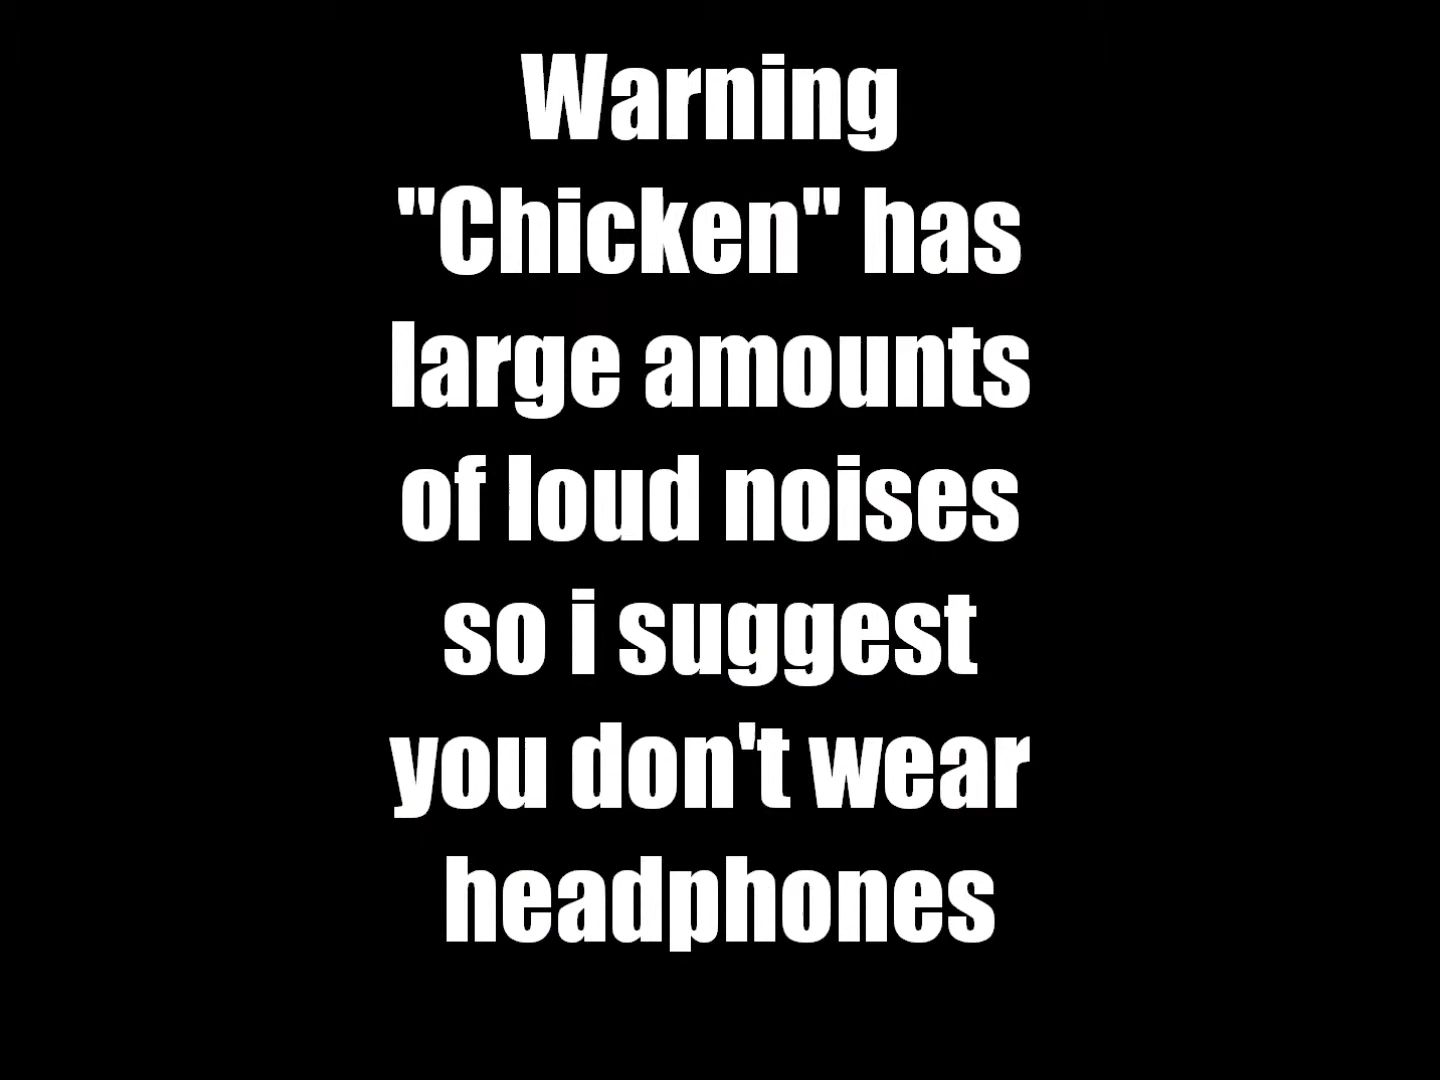 Warning
"Chicken" has
large amounts
of loud noises
so i suggest
you don't wear
headphones